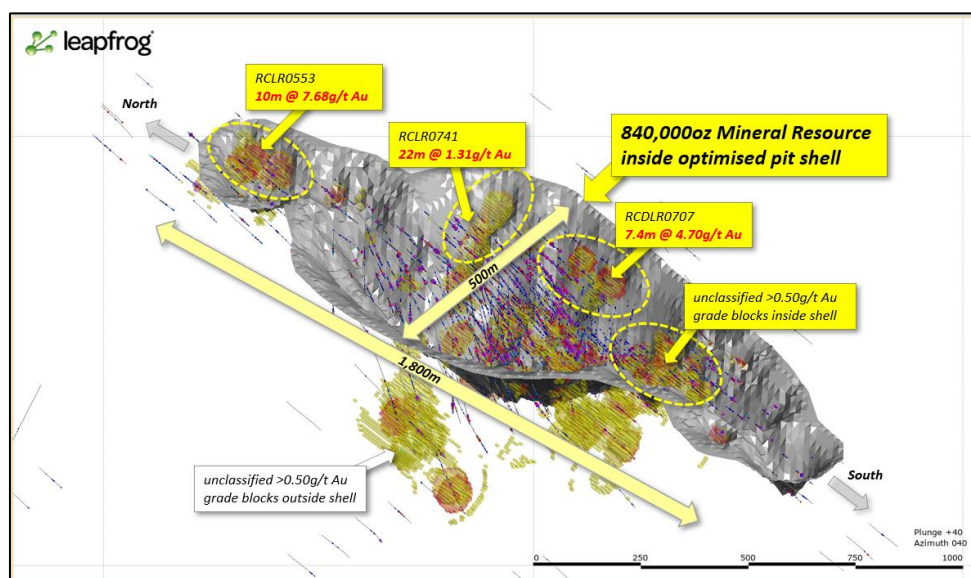 leapfrog
RCLR0553
10m @ 7.68g/t Au
North
RCLR0741
22m @ 1.31g/t Au
840,000oz Mineral Resource
inside optimised pit shell
RCDLR0707
7.4m @ 4.70g/t Au
500m
unclassified >0.50g/t Au
grade blocks inside shell
1,800m
unclassified >0.50g/t Au
grade blocks outside shell
South
Plunge +40
Azimuth 040
0 250 500 750 1000